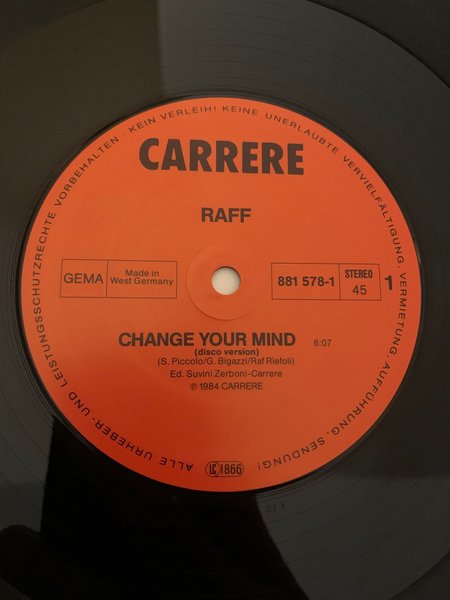 ALLE URHEBER- UND LEISTUNGSSCHUTZRECHTE VORBEHALTEN · KEIN VERLEIH! KEINE UNERLAUBTE VERVIELFÄLTIGUNG, VERMIETUNG, AUFFÜHRUNG, SENDUNG!
CARRERE
RAFF
GEMA
Made in
West Germany
881 578-1
STEREO
45
1
CHANGE YOUR MIND 6:07
(disco version)
(S. Piccolo/G. Bigazzi/Raf Riefoli)
Ed. Suvini Zerboni-Carrere
℗ 1984 CARRERE
LC 1866